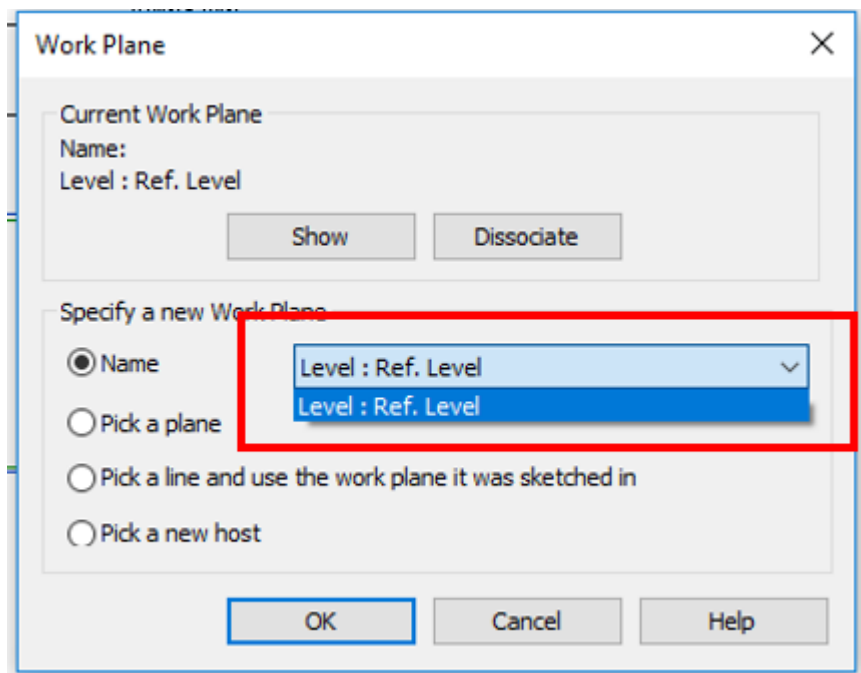 Work Plane
Current Work Plane
Name:
Level : Ref. Level
Show Dissociate
Specify a new Work Plane
Name Level : Ref. Level
Level : Ref. Level
Pick a plane
Pick a line and use the work plane it was sketched in
Pick a new host
OK Cancel Help